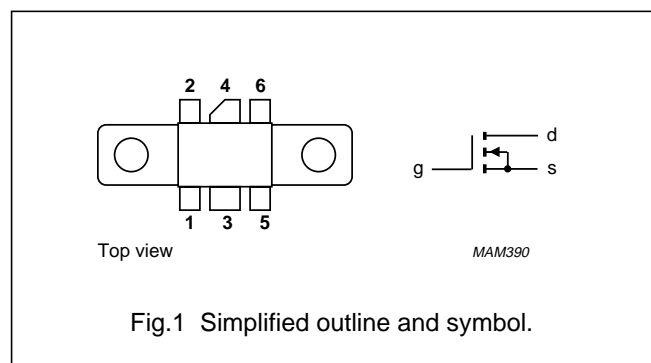 2 4 6
1 3 5
g
d
s
Top view
MAM390
Fig.1 Simplified outline and symbol.